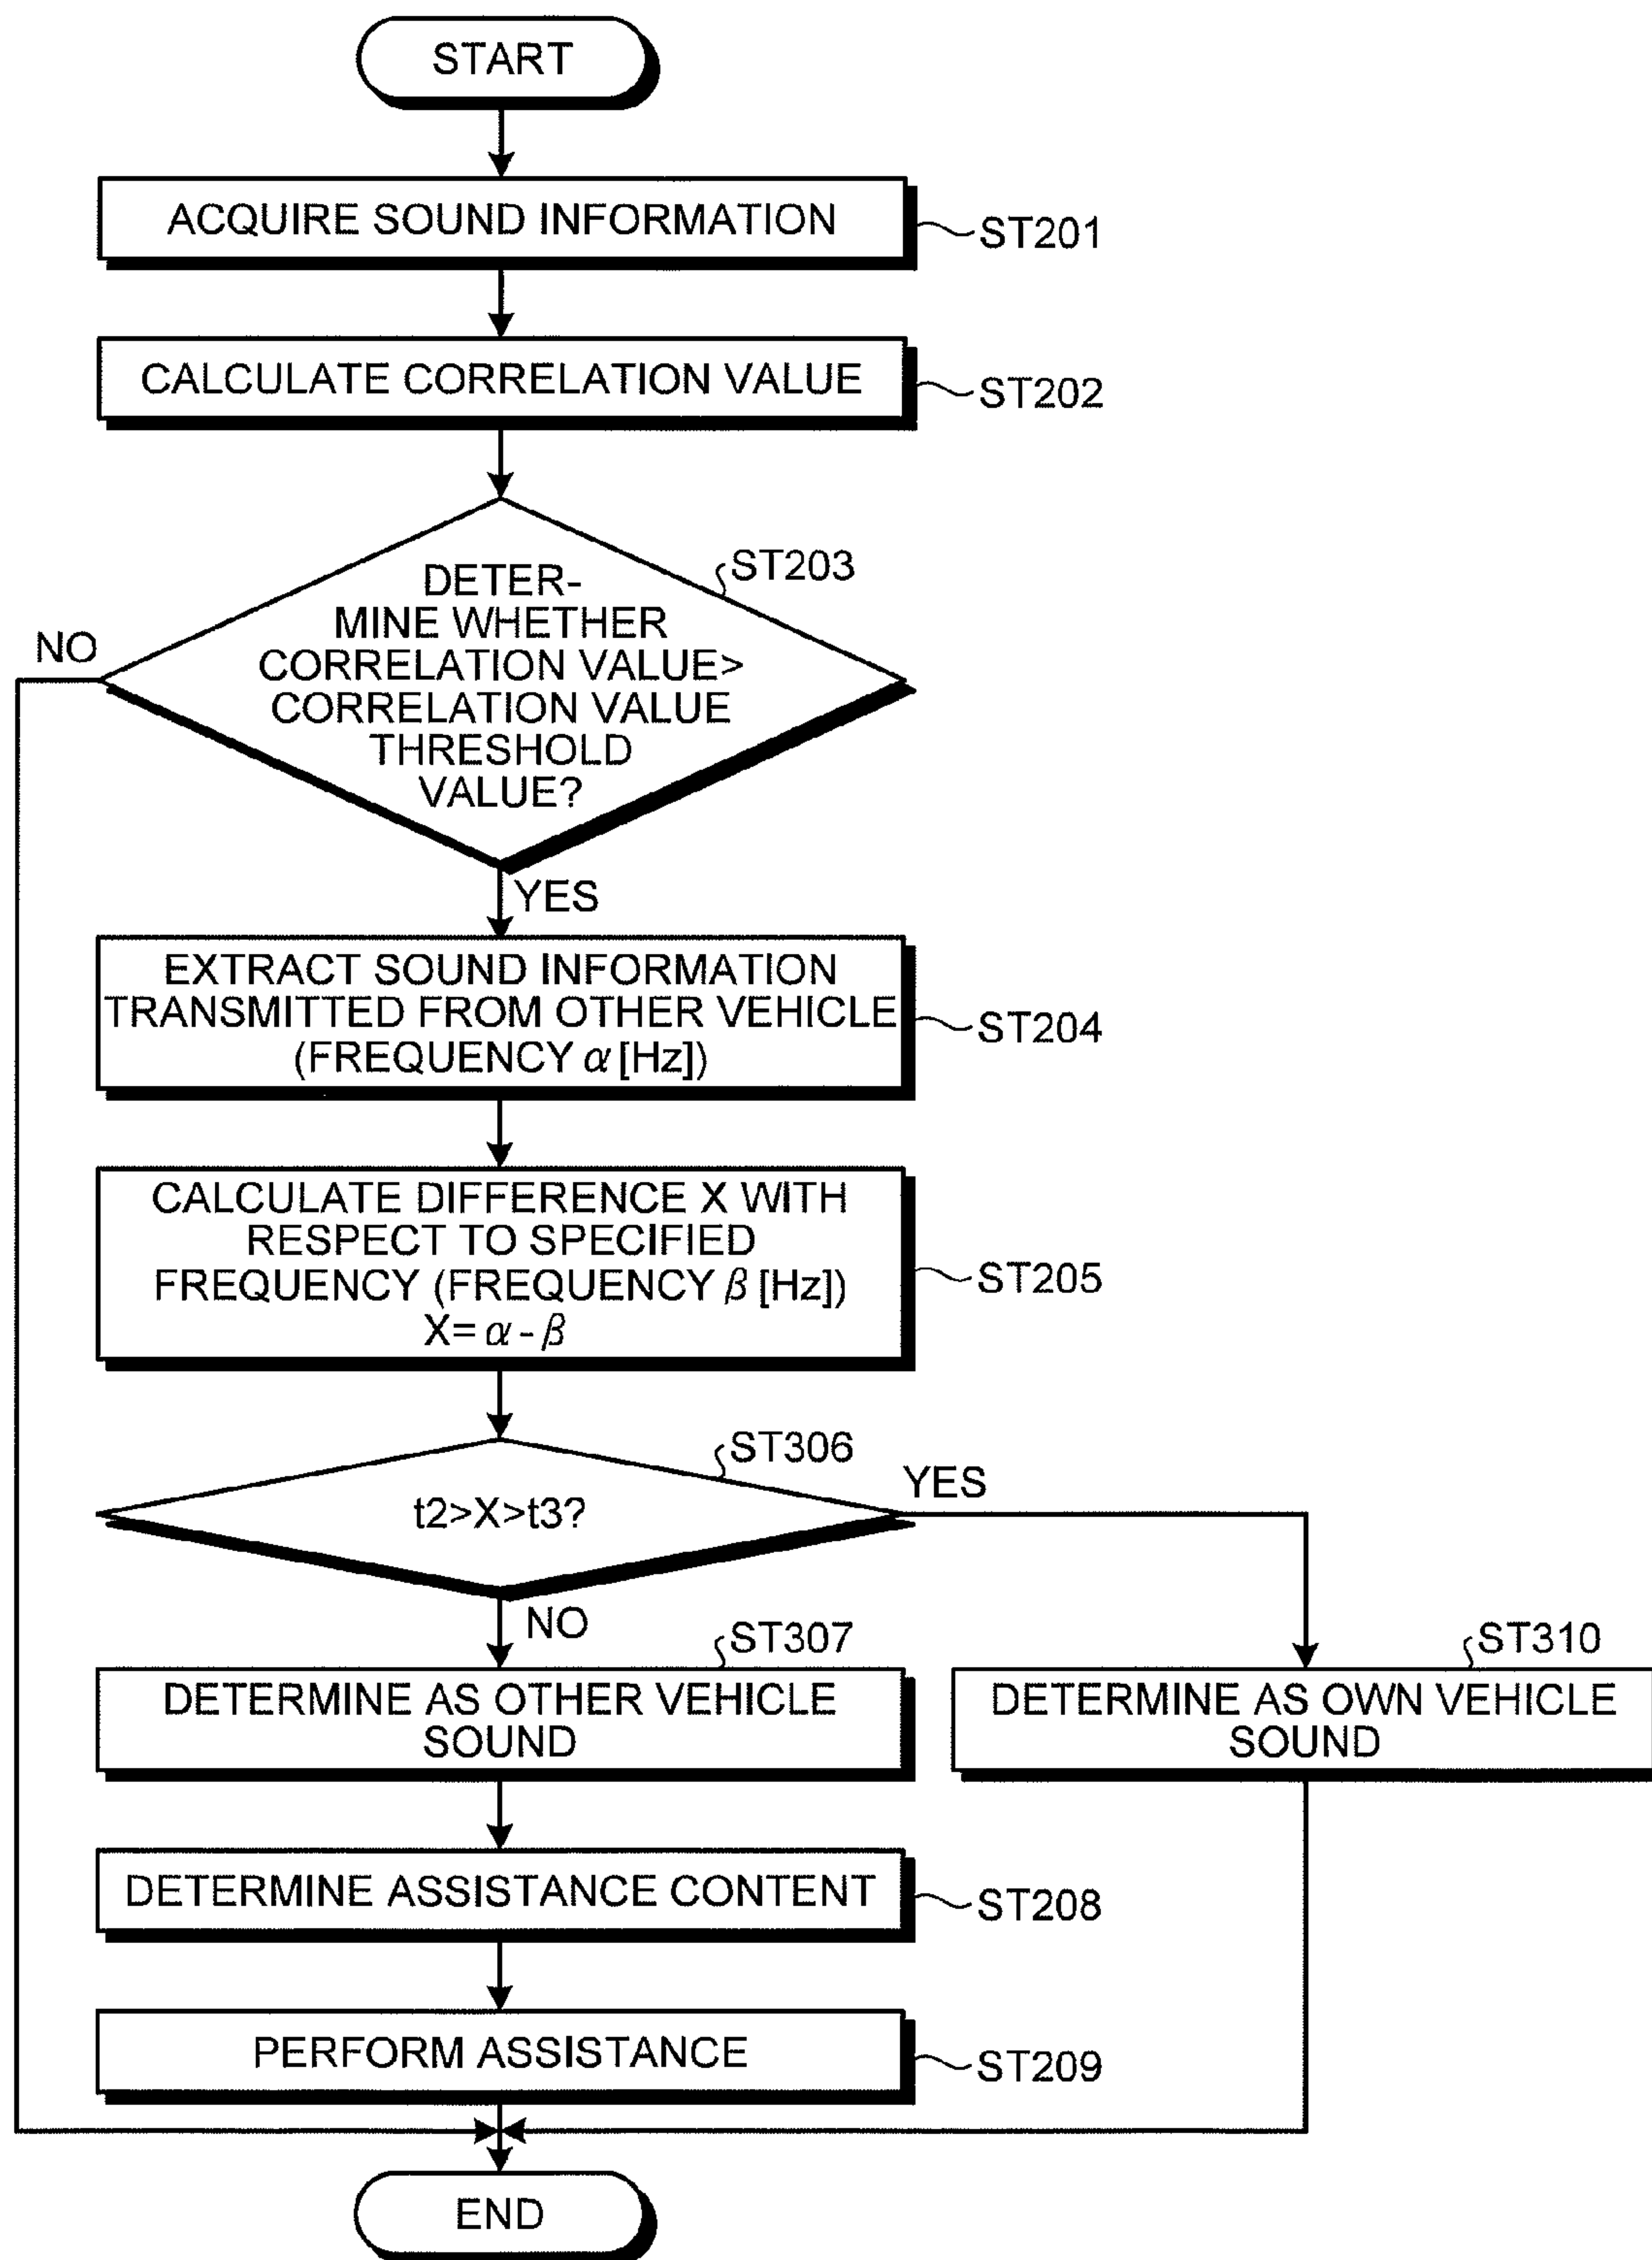 START
ACQUIRE SOUND INFORMATION
ST201
CALCULATE CORRELATION VALUE
ST202
ST203
DETER-
MINE WHETHER
CORRELATION VALUE>
CORRELATION VALUE
THRESHOLD
VALUE?
NO
YES
EXTRACT SOUND INFORMATION
TRANSMITTED FROM OTHER VEHICLE
(FREQUENCY α [Hz])
ST204
CALCULATE DIFFERENCE X WITH
RESPECT TO SPECIFIED
FREQUENCY (FREQUENCY β [Hz])
X= α - β
ST205
ST306
t2>X>t3?
YES
NO
ST307
DETERMINE AS OTHER VEHICLE
SOUND
ST310
DETERMINE AS OWN VEHICLE
SOUND
DETERMINE ASSISTANCE CONTENT
ST208
PERFORM ASSISTANCE
ST209
END